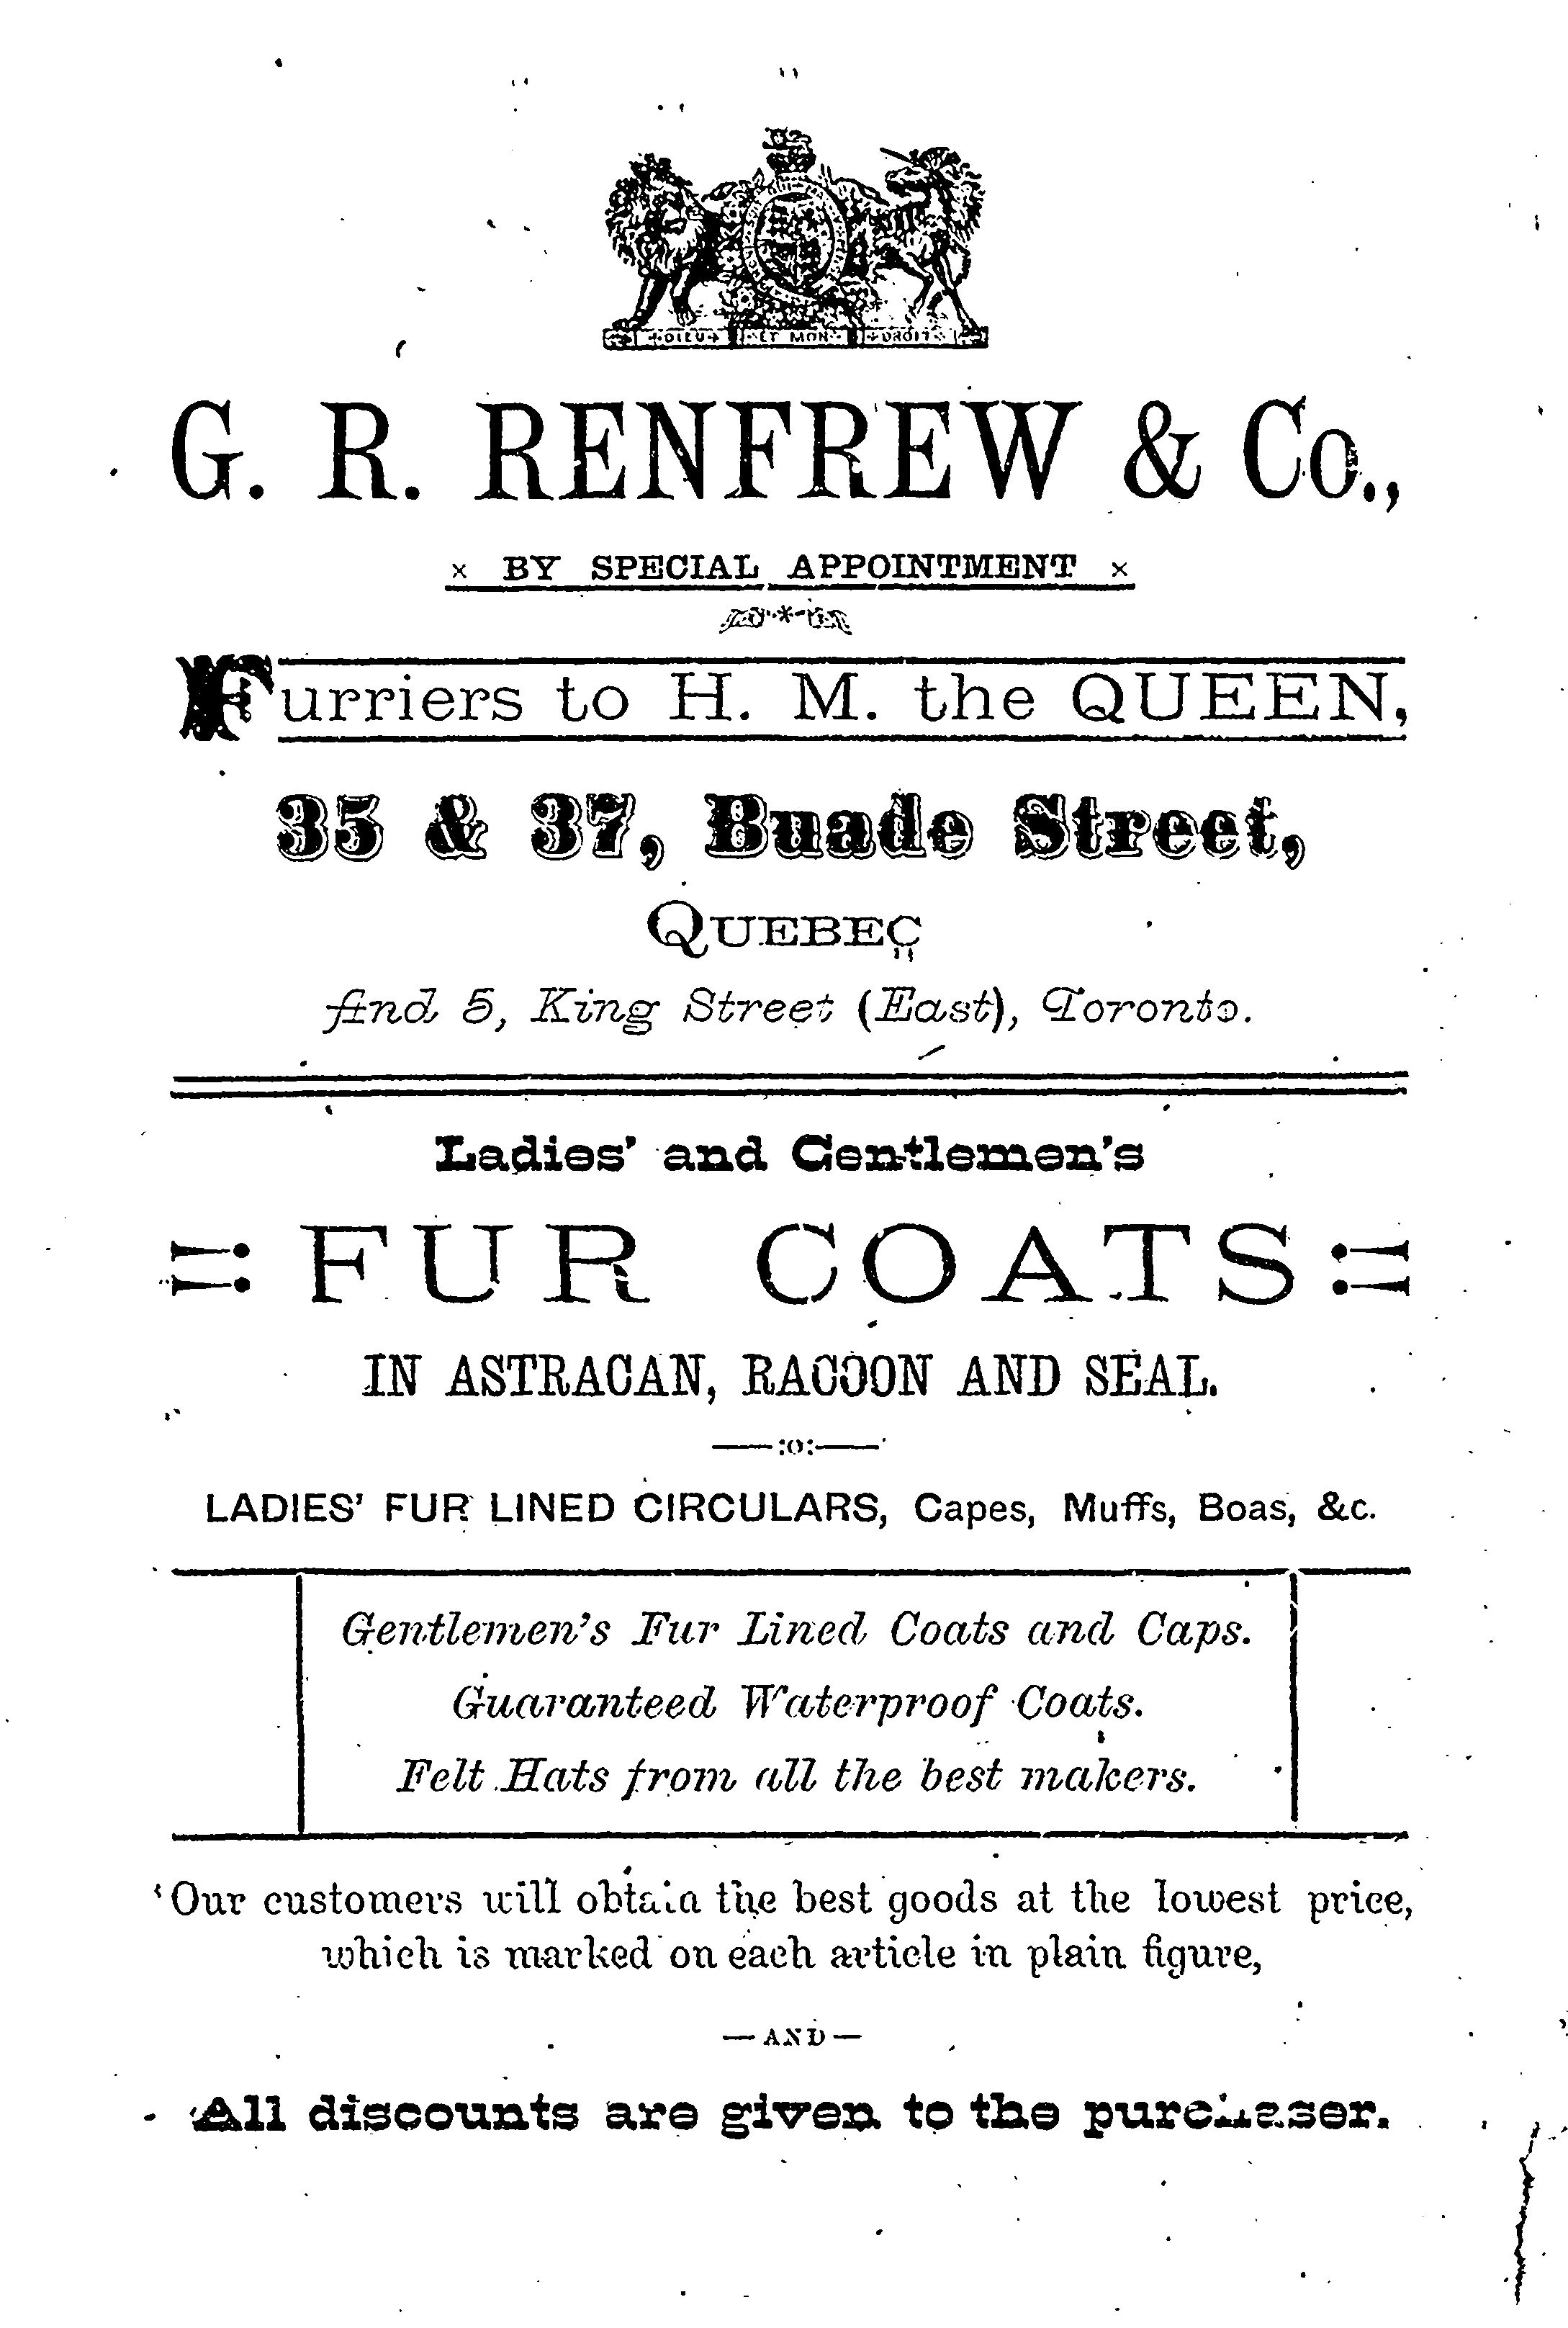 DIEU ET MON DROIT
G. R. RENFREW & Co.,
x BY SPECIAL APPOINTMENT x
Furriers to H. M. the QUEEN,
35 & 37, Buade Street,
QUEBEC
And 5, King Street (East), Toronto.
Ladies' and Gentlemen's
FUR COATS
IN ASTRACAN, RACOON AND SEAL.
:o:
LADIES' FUR LINED CIRCULARS, Capes, Muffs, Boas, &c.
Gentlemen's Fur Lined Coats and Caps.
Guaranteed Waterproof Coats.
Felt Hats from all the best makers.
Our customers will obtain the best goods at the lowest price,
which is marked on each article in plain figure,
—AND—
All discounts are given to the purchaser.